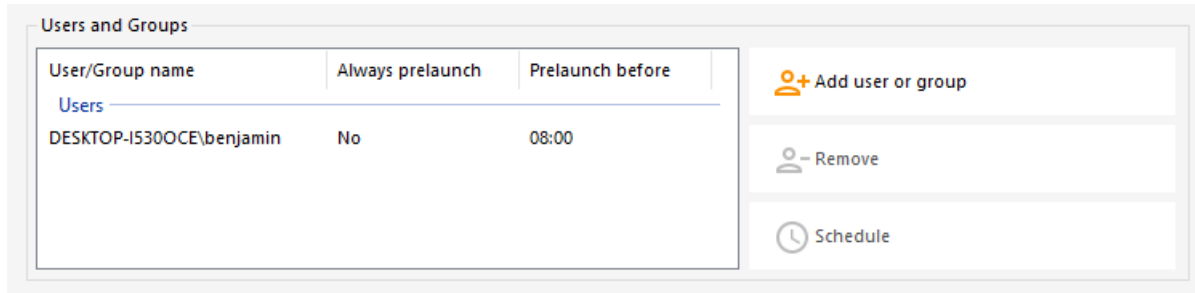 Users and Groups
User/Group name Always prelaunch Prelaunch before
Users
DESKTOP-I530OCE\benjamin No 08:00
Add user or group
Remove
Schedule